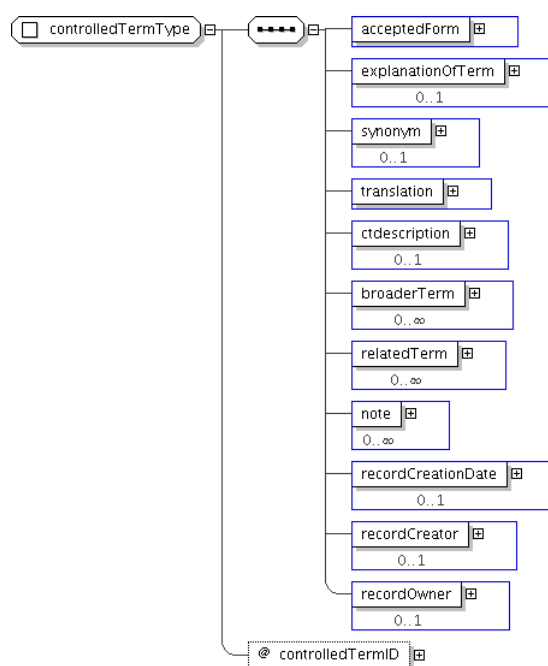 controlledTermType
acceptedForm
explanationOfTerm
0..1
synonym
0..1
translation
ctdescription
0..1
broaderTerm
0..∞
relatedTerm
0..∞
note
0..∞
recordCreationDate
0..1
recordCreator
0..1
recordOwner
0..1
@ controlledTermID